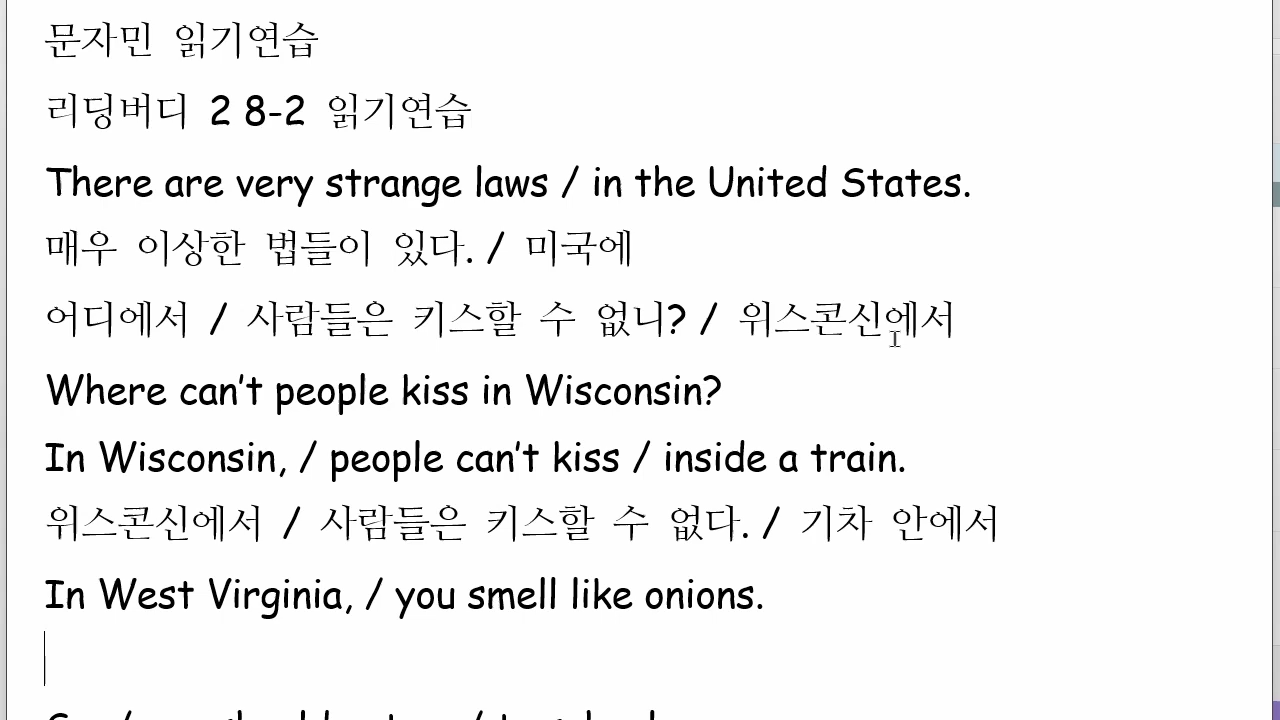 문자민 읽기연습
리딩버디 2 8-2 읽기연습
There are very strange laws / in the United States.
매우 이상한 법들이 있다. / 미국에
어디에서 / 사람들은 키스할 수 없니? / 위스콘신에서
Where can't people kiss in Wisconsin?
In Wisconsin, / people can't kiss / inside a train.
위스콘신에서 / 사람들은 키스할 수 없다. / 기차 안에서
In West Virginia, / you smell like onions.